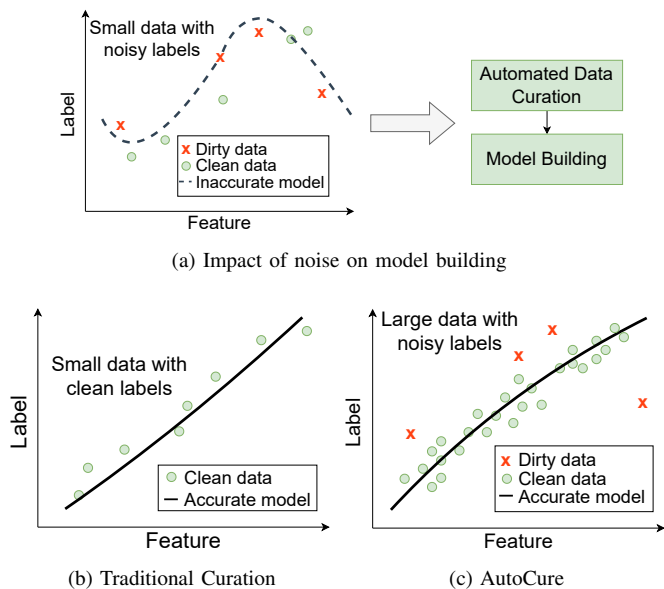 Small data with
noisy labels
Label
x Dirty data
Clean data
Inaccurate model
Feature
Automated Data
Curation
Model Building
(a) Impact of noise on model building
Small data with
clean labels
Label
Clean data
Accurate model
Feature
(b) Traditional Curation
Large data with
noisy labels
Label
x Dirty data
Clean data
Accurate model
Feature
(c) AutoCure